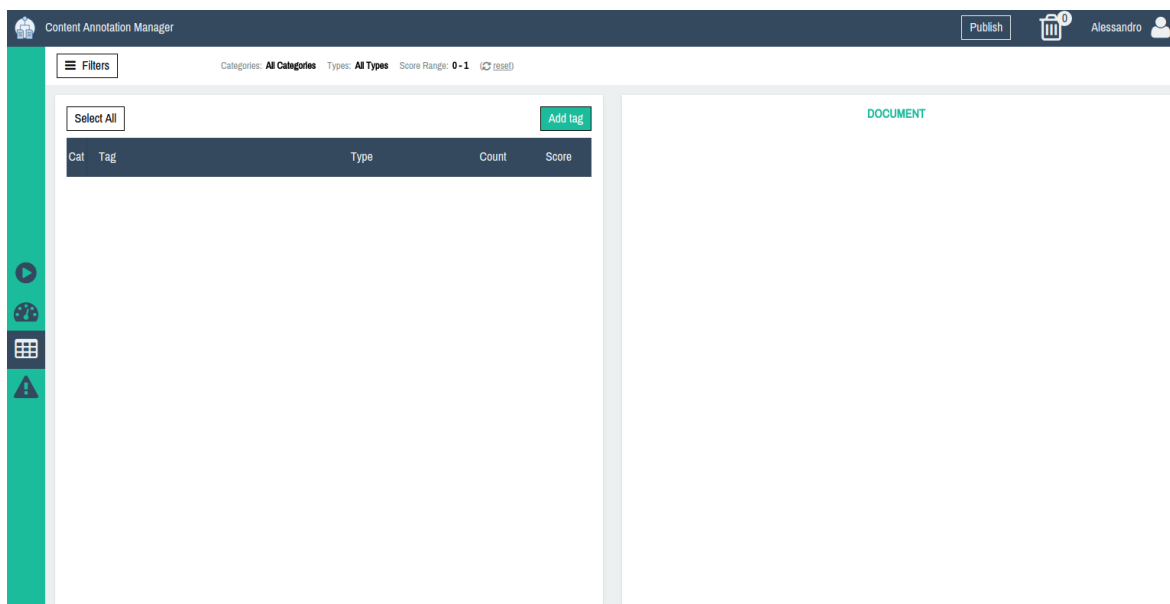 Content Annotation Manager Publish 0 Alessandro
Filters Categories: All Categories Types: All Types Score Range: 0 - 1 (reset)
Select All Add tag DOCUMENT
Cat Tag Type Count Score